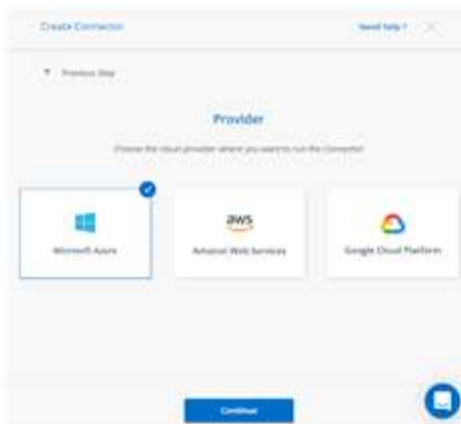 Create Connector
Need help?
Previous Step
Provider
Choose the cloud provider where you want to run the Connector
Microsoft Azure
aws
Amazon Web Services
Google Cloud Platform
Continue